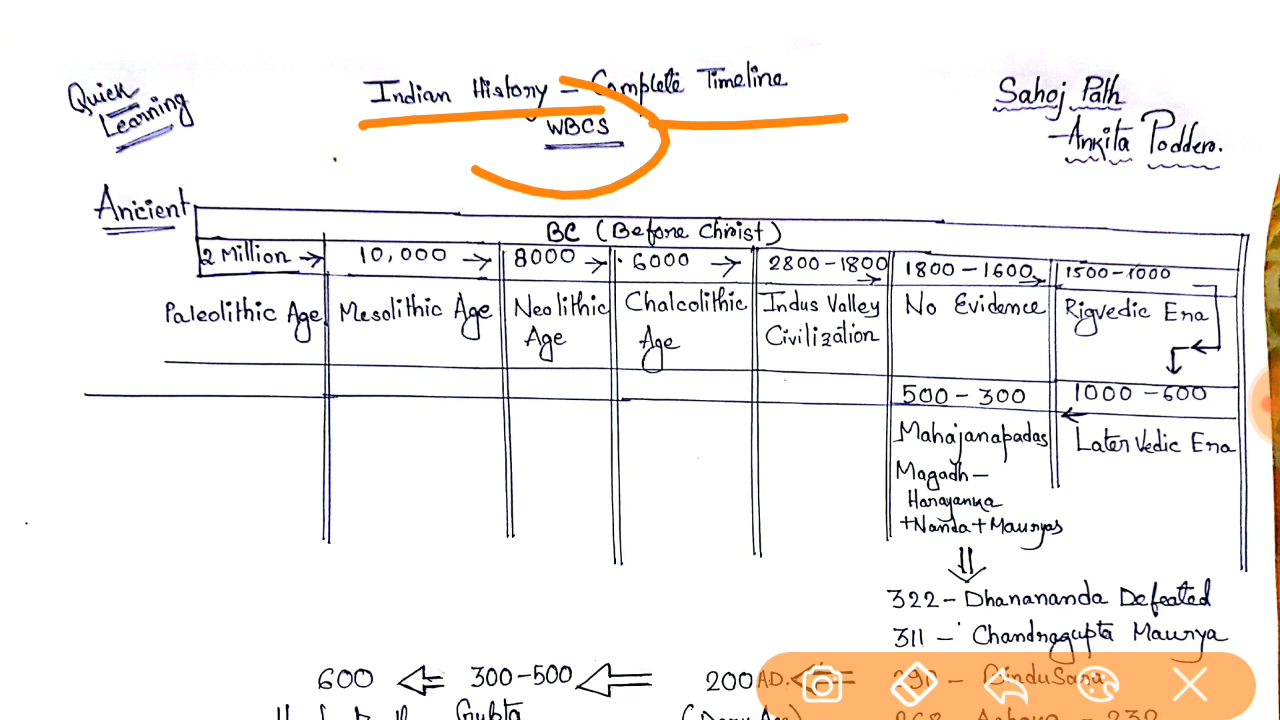 Quick
Learning
Indian History - Complete Timeline
WBCS
Sahoj Path
- Ankita Poddero.
Ancient
BC (Before Christ)
2 Million → 10,000 → 8000 → 6000 → 2800-1800 → 1800-1600 → 1500-1000
Paleolithic Age Mesolithic Age Neolithic Age Chalcolithic Age Indus Valley Civilization No Evidence Rigvedic Era
500-300 1000-600
Mahajanapadas Later Vedic Era
Magadh-
Harayanka
+Nanda+Mauryas
322 - Dhanananda Defeated
311 - Chandragupta Maurya
600 ⇐ 300-500 ⇐ 200 A.D. ⇐ - BinduSara
Gupta